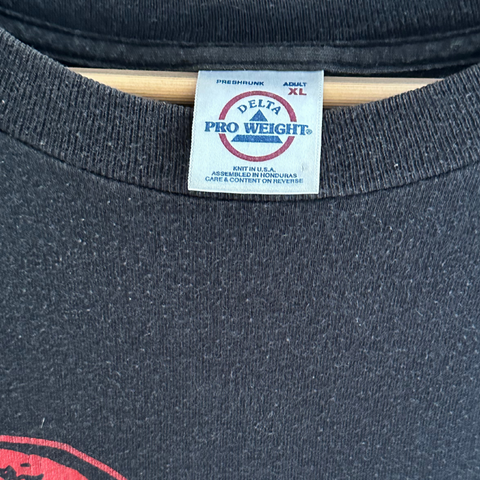 PRESHRUNK ADULT
XL
DELTA
PRO WEIGHT®
KNIT IN U.S.A.
ASSEMBLED IN HONDURAS
CARE & CONTENT ON REVERSE